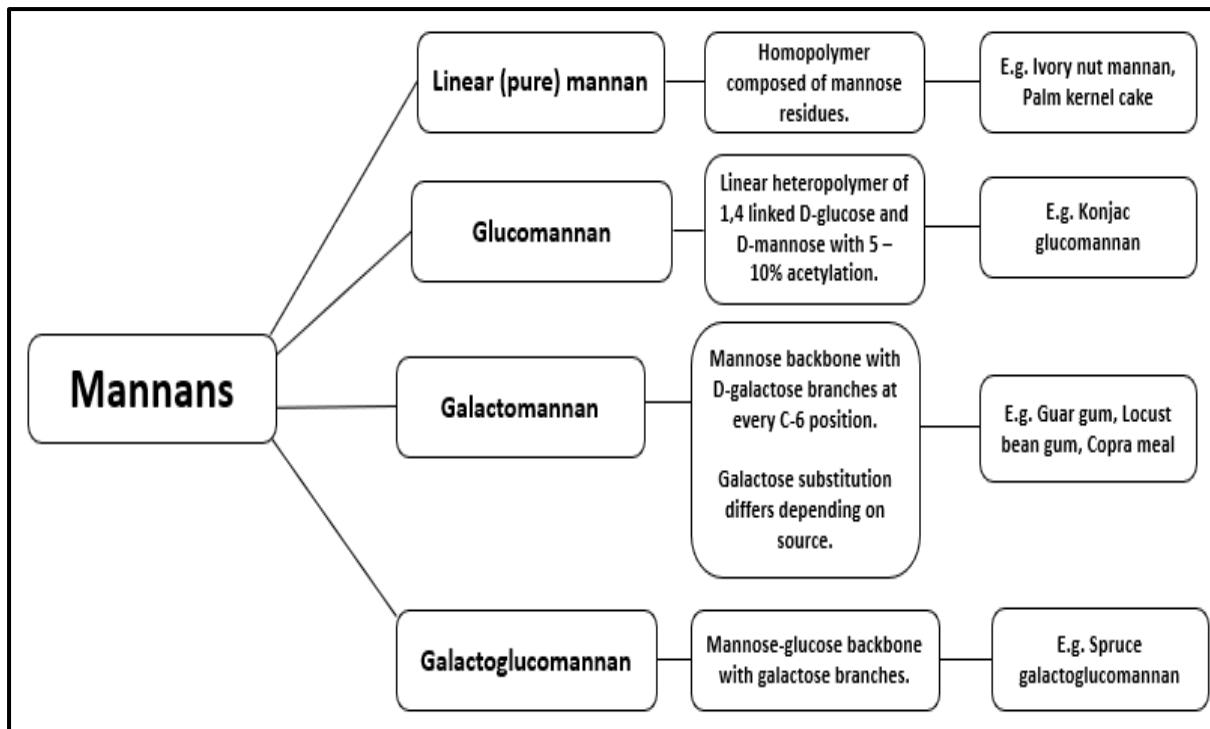 Linear (pure) mannan
Homopolymer
composed of mannose
residues.
E.g. Ivory nut mannan,
Palm kernel cake
Glucomannan
Linear heteropolymer of
1,4 linked D-glucose and
D-mannose with 5 –
10% acetylation.
E.g. Konjac
glucomannan
Mannans
Galactomannan
Mannose backbone with
D-galactose branches at
every C-6 position.
Galactose substitution
differs depending on
source.
E.g. Guar gum, Locust
bean gum, Copra meal
Galactoglucomannan
Mannose-glucose backbone
with galactose branches.
E.g. Spruce
galactoglucomannan